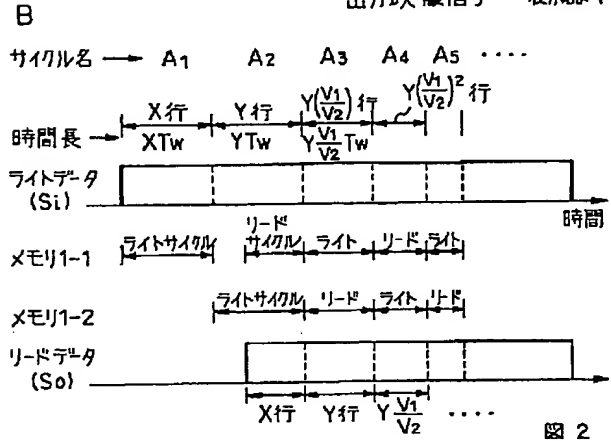 B
サイクル名 → A1 A2 A3 A4 A5 ····
X行 Y行 Y(V1/V2)行 Y(V1/V2)²行
時間長 → XTw YTw Y V1/V2 Tw
ライトデータ
(Si)
時間
リード
メモリ1-1 ライトサイクル サイクル ライト リード ライト
メモリ1-2 ライトサイクル リード ライト リード
リードデータ
(So)
X行 Y行 Y V1/V2 ····
図 2